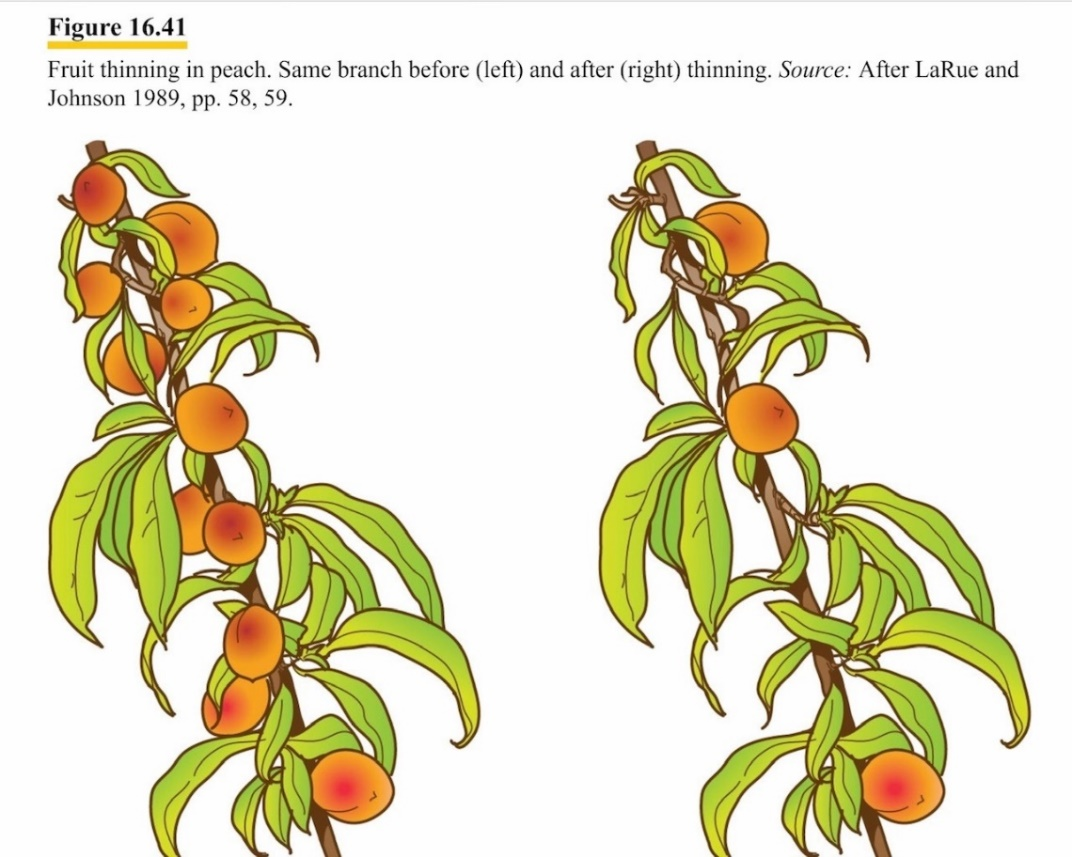 Figure 16.41
Fruit thinning in peach. Same branch before (left) and after (right) thinning. Source: After LaRue and
Johnson 1989, pp. 58, 59.